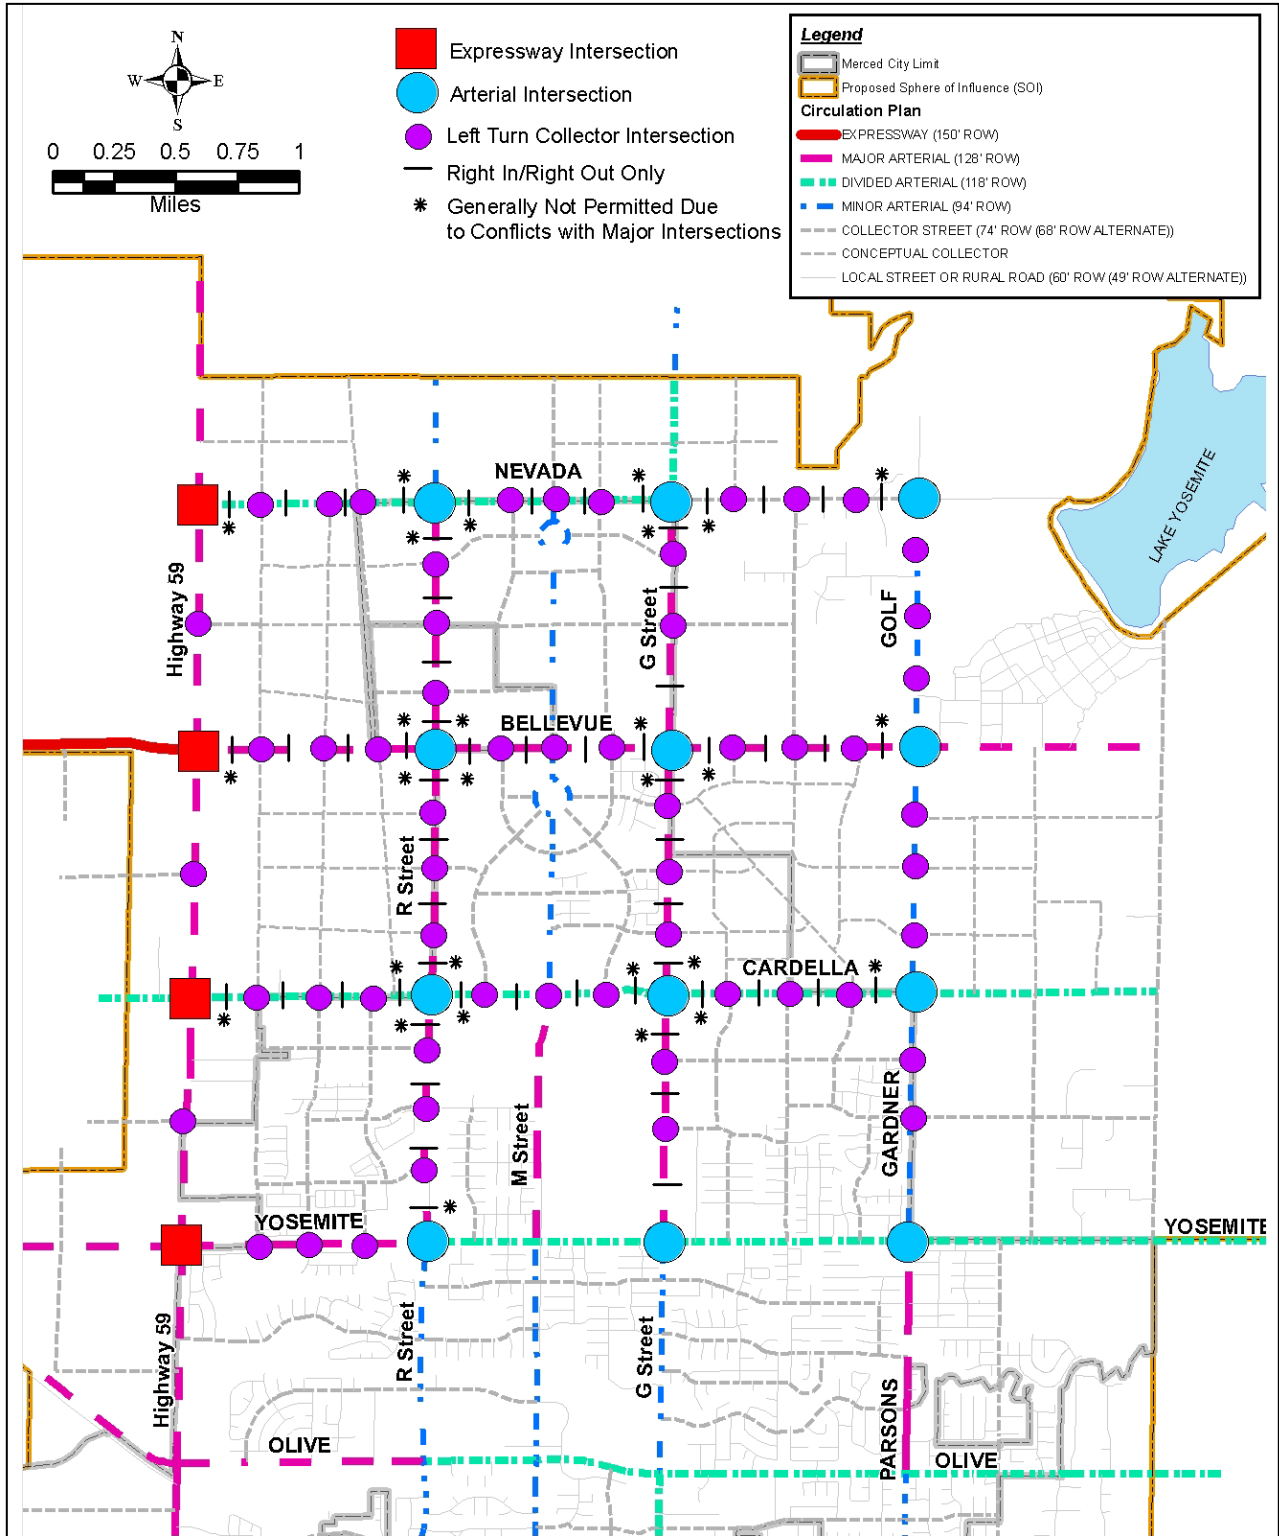 N
W E
S
0 0.25 0.5 0.75 1
Miles
Expressway Intersection
Arterial Intersection
Left Turn Collector Intersection
Right In/Right Out Only
* Generally Not Permitted Due
to Conflicts with Major Intersections
Legend
Merced City Limit
Proposed Sphere of Influence (SOI)
Circulation Plan
EXPRESSWAY (150' ROW)
MAJOR ARTERIAL (128' ROW)
DIVIDED ARTERIAL (118' ROW)
MINOR ARTERIAL (94' ROW)
COLLECTOR STREET (74' ROW (68' ROW ALTERNATE))
CONCEPTUAL COLLECTOR
LOCAL STREET OR RURAL ROAD (60' ROW (49' ROW ALTERNATE))
NEVADA
LAKE YOSEMITE
Highway 59
G Street
GOLF
BELLEVUE
R Street
CARDELLA
M Street
GARDNER
YOSEMITE
YOSEMITE
Highway 59
R Street
G Street
PARSONS
OLIVE
OLIVE